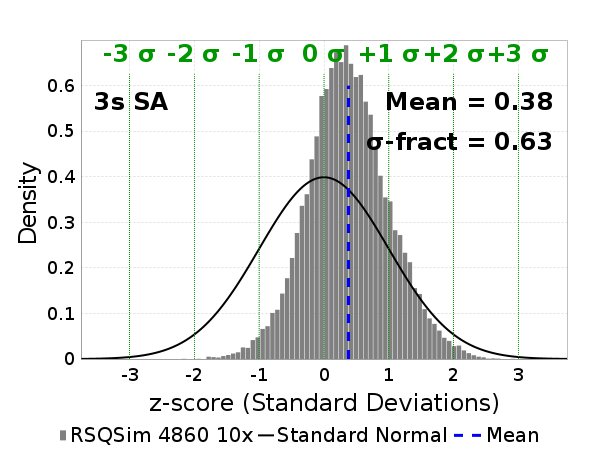 -3 σ -2 σ -1 σ 0 σ +1 σ +2 σ +3 σ
0.6
3s SA
Mean = 0.38
0.5
σ-fract = 0.63
0.4
0.3
0.2
0.1
0
Density
-3 -2 -1 0 1 2 3
z-score (Standard Deviations)
RSQSim 4860 10x Standard Normal Mean